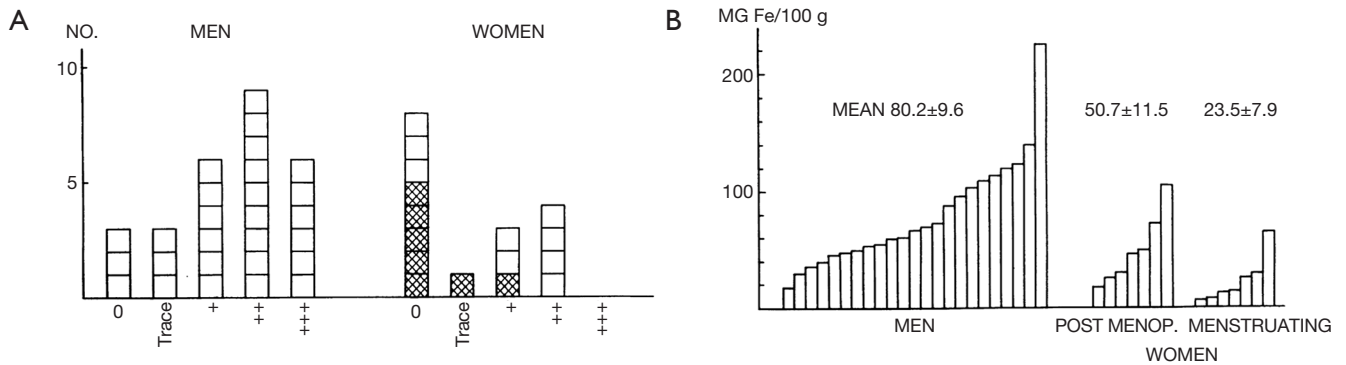 A
NO.
MEN
WOMEN
10
5
0
Trace
+
++
+++
0
Trace
+
++
+++
B
MG Fe/100 g
200
100
MEAN 80.2±9.6
50.7±11.5
23.5±7.9
MEN
POST MENOP.
MENSTRUATING
WOMEN